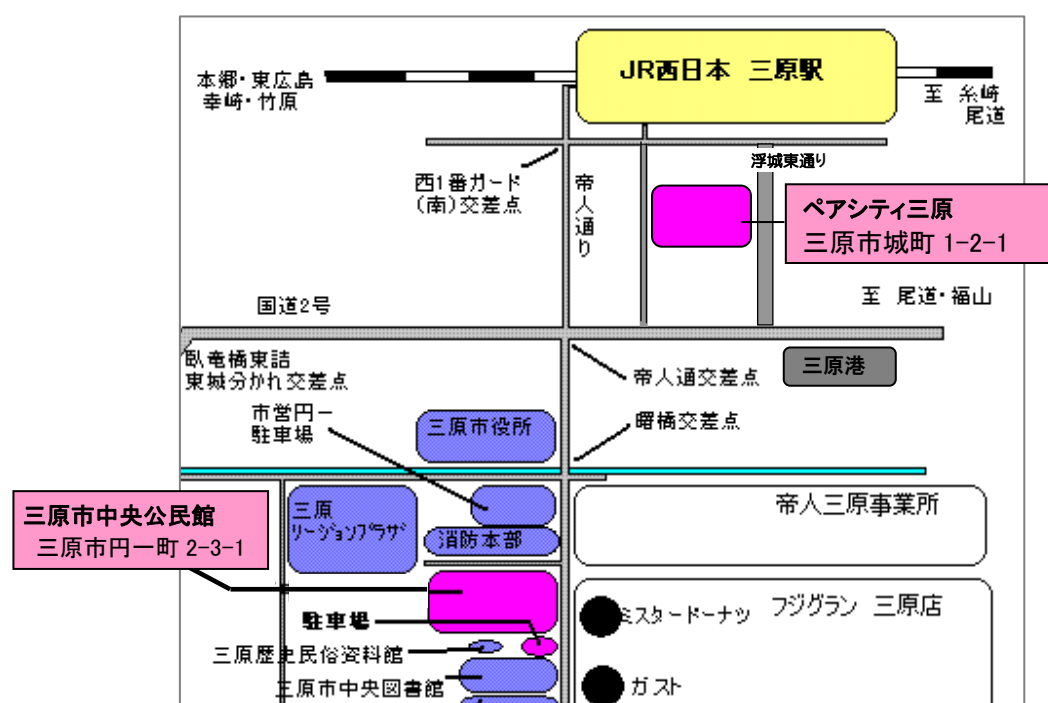 JR西日本 三原駅
本郷・東広島
幸崎・竹原
至 糸崎
尾道
浮城東通り
西1番ガード
(南)交差点
帝人通り
ペアシティ三原
三原市城町 1-2-1
国道2号
至 尾道・福山
臥竜橋東詰
東城分かれ交差点
帝人通交差点
三原港
市営円一
駐車場
三原市役所
曙橋交差点
三原市中央公民館
三原市円一町 2-3-1
三原
リージョンプラザ
消防本部
帝人三原事業所
駐車場
ミスタードーナツ
フジグラン 三原店
三原歴史民俗資料館
三原市中央図書館
ガスト